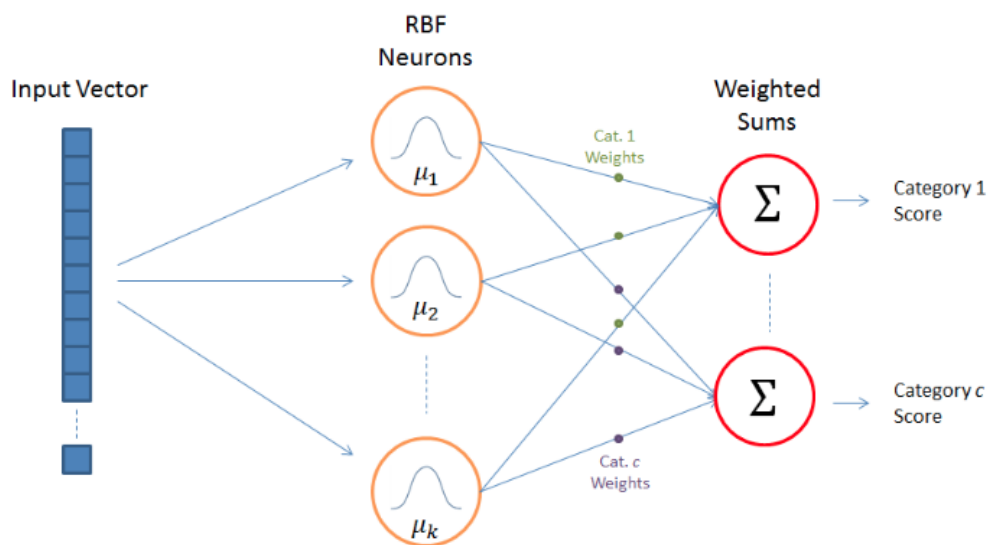 Input Vector
RBF
Neurons
μ1
μ2
μk
Cat. 1
Weights
Cat. c
Weights
Weighted
Sums
Σ
Σ
Category 1
Score
Category c
Score